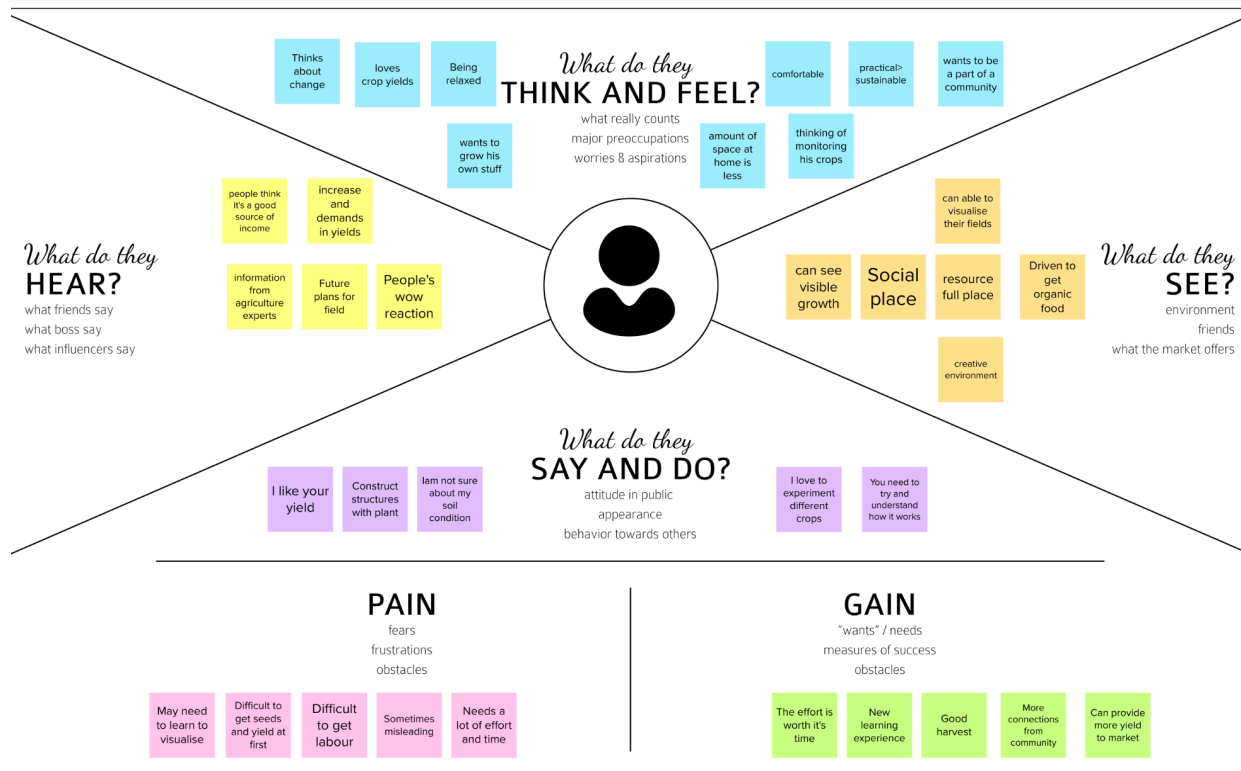 What do they
THINK AND FEEL?
what really counts
major preoccupations
worries & aspirations
Thinks
about
change
loves
crop yields
Being
relaxed
wants to
grow his
own stuff
comfortable
practical>
sustainable
wants to be
a part of a
community
amount of
space at
home is
less
thinking of
monitoring
his crops
What do they
HEAR?
what friends say
what boss say
what influencers say
people think
it's a good
source of
income
increase
and
demands
in yields
information
from
agriculture
experts
Future
plans for
field
People's
wow
reaction
What do they
SEE?
environment
friends
what the market offers
can able to
visualise
their fields
can see
visible
growth
Social
place
resource
full place
Driven to
get
organic
food
creative
environment
What do they
SAY AND DO?
attitude in public
appearance
behavior towards others
I like your
yield
Construct
structures
with plant
Iam not sure
about my
soil
condition
I love to
experiment
different
crops
You need to
try and
understand
how it works
PAIN
fears
frustrations
obstacles
May need
to learn to
visualise
Difficult to
get seeds
and yield at
first
Difficult
to get
labour
Sometimes
misleading
Needs a
lot of effort
and time
GAIN
"wants" / needs
measures of success
obstacles
The effort is
worth it's
time
New
learning
experience
Good
harvest
More
connections
from
community
Can provide
more yield
to market